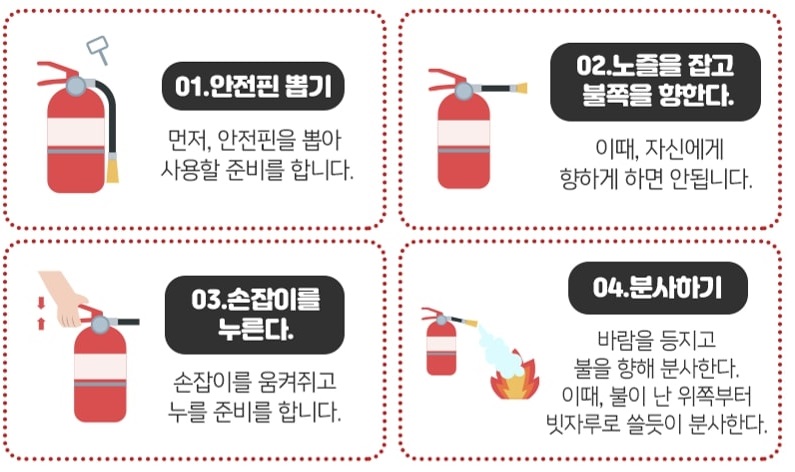 01.안전핀 뽑기
먼저, 안전핀을 뽑아
사용할 준비를 합니다.
02.노즐을 잡고
불쪽을 향한다.
이때, 자신에게
향하게 하면 안됩니다.
03.손잡이를
누른다.
손잡이를 움켜쥐고
누를 준비를 합니다.
04.분사하기
바람을 등지고
불을 향해 분사한다.
이때, 불이 난 위쪽부터
빗자루로 쓸듯이 분사한다.